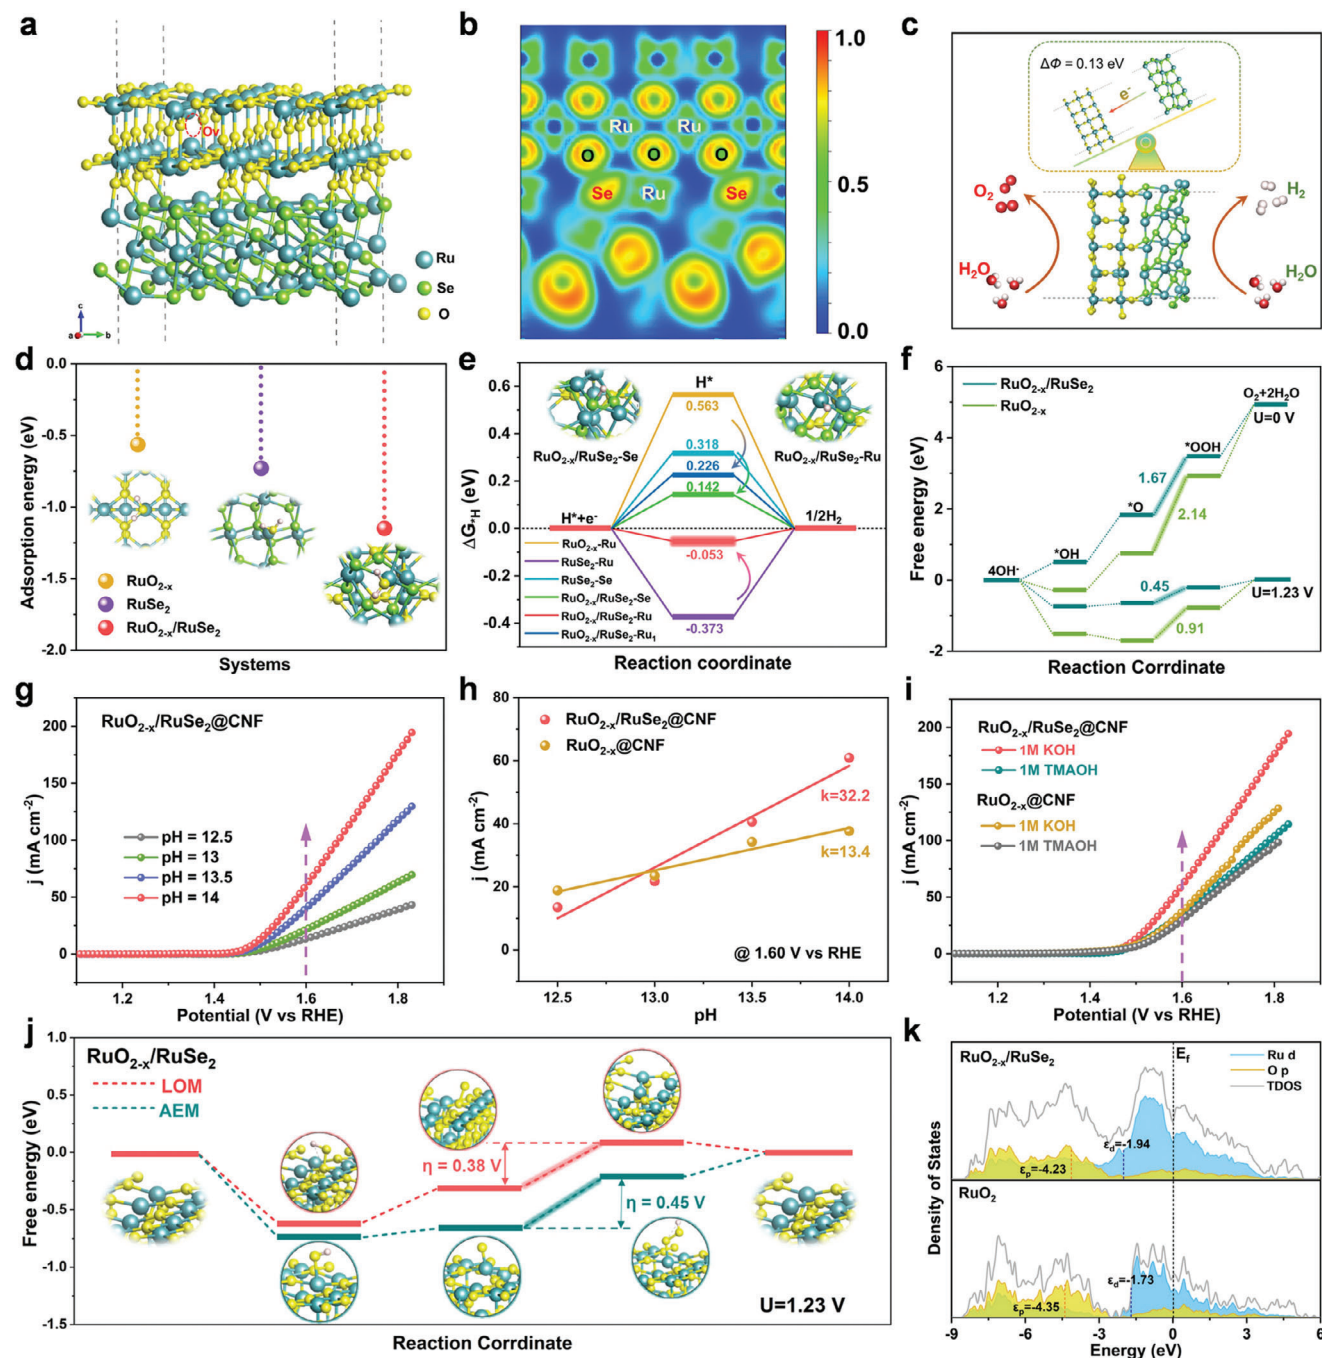 a
Ov
Ru
Se
O
c
a
b
b
Ru Ru
O O O
Se Ru Se
1.0
0.5
0.0
c
ΔΦ = 0.13 eV
e⁻
O₂
H₂O
H₂
H₂O
d
Adsorption energy (eV)
0.0
-0.5
-1.0
-1.5
-2.0
RuO₂₋ₓ
RuSe₂
RuO₂₋ₓ/RuSe₂
Systems
e
ΔG*H (eV)
0.6
0.4
0.2
0.0
-0.2
-0.4
H*
0.563
0.318
0.226
0.142
-0.053
-0.373
RuO₂₋ₓ/RuSe₂-Se
RuO₂₋ₓ/RuSe₂-Ru
H*+e⁻
1/2H₂
RuO₂₋ₓ-Ru
RuSe₂-Ru
RuSe₂-Se
RuO₂₋ₓ/RuSe₂-Se
RuO₂₋ₓ/RuSe₂-Ru
RuO₂₋ₓ/RuSe₂-Ru₁
Reaction coordinate
f
Free energy (eV)
6
4
2
0
-2
RuO₂₋ₓ/RuSe₂
RuO₂₋ₓ
O₂+2H₂O
U=0 V
*OOH
1.67
*O
2.14
*OH
4OH⁻
0.45
U=1.23 V
0.91
Reaction Corrdinate
g
RuO₂₋ₓ/RuSe₂@CNF
j (mA cm⁻²)
200
150
100
50
0
pH = 12.5
pH = 13
pH = 13.5
pH = 14
1.2 1.4 1.6 1.8
Potential (V vs RHE)
h
j (mA cm⁻²)
80
60
40
20
0
RuO₂₋ₓ/RuSe₂@CNF
RuO₂₋ₓ@CNF
k=32.2
k=13.4
@ 1.60 V vs RHE
12.5 13.0 13.5 14.0
pH
i
j (mA cm⁻²)
200
150
100
50
0
RuO₂₋ₓ/RuSe₂@CNF
1M KOH
1M TMAOH
RuO₂₋ₓ@CNF
1M KOH
1M TMAOH
1.2 1.4 1.6 1.8
Potential (V vs RHE)
j
Free energy (eV)
1.0
0.5
0.0
-0.5
-1.0
-1.5
RuO₂₋ₓ/RuSe₂
LOM
AEM
η = 0.38 V
η = 0.45 V
U=1.23 V
Reaction Corrdinate
k
Density of States
RuO₂₋ₓ/RuSe₂
E_f
Ru d
O p
TDOS
ε_d=-1.94
ε_p=-4.23
RuO₂
ε_d=-1.73
ε_p=-4.35
-9 -6 -3 0 3 6
Energy (eV)